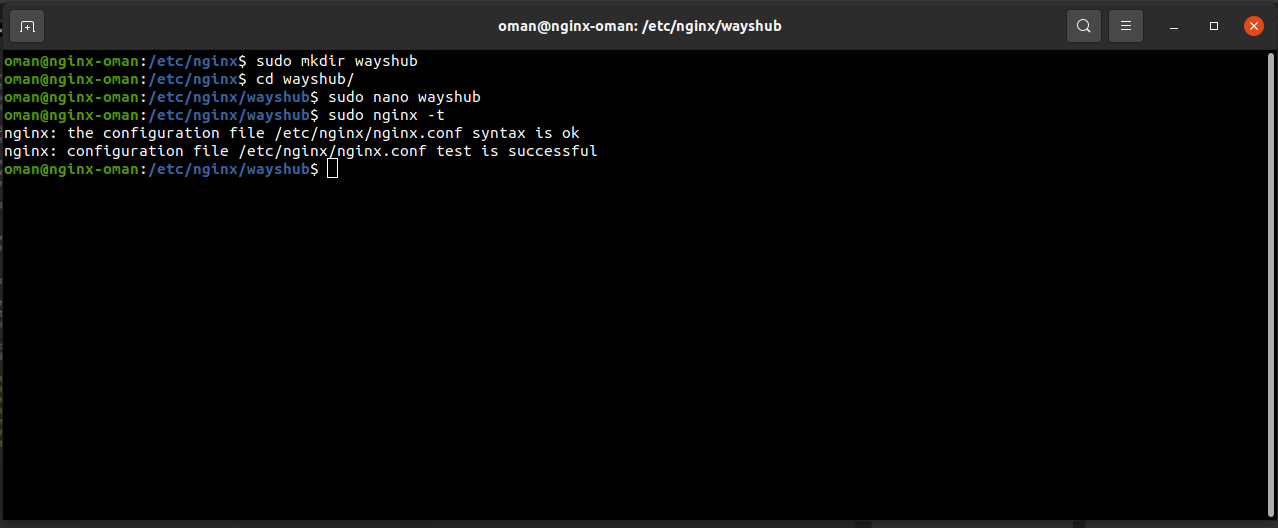 oman@nginx-oman: /etc/nginx/wayshub
oman@nginx-oman:/etc/nginx$ sudo mkdir wayshub
oman@nginx-oman:/etc/nginx$ cd wayshub/
oman@nginx-oman:/etc/nginx/wayshub$ sudo nano wayshub
oman@nginx-oman:/etc/nginx/wayshub$ sudo nginx -t
nginx: the configuration file /etc/nginx/nginx.conf syntax is ok
nginx: configuration file /etc/nginx/nginx.conf test is successful
oman@nginx-oman:/etc/nginx/wayshub$